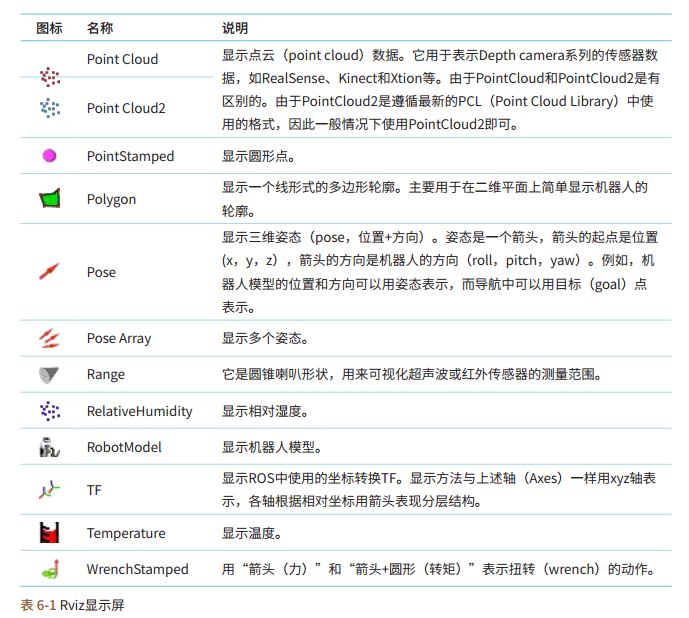 图标 名称 说明
Point Cloud
Point Cloud2
显示点云（point cloud）数据。它用于表示Depth camera系列的传感器数
据，如RealSense、Kinect和Xtion等。由于PointCloud和PointCloud2是有
区别的。由于PointCloud2是遵循最新的PCL（Point Cloud Library）中使
用的格式，因此一般情况下使用PointCloud2即可。
PointStamped 显示圆形点。
Polygon
显示一个线形式的多边形轮廓。主要用于在二维平面上简单显示机器人的
轮廓。
Pose
显示三维姿态（pose，位置+方向）。姿态是一个箭头，箭头的起点是位置
(x，y，z），箭头的方向是机器人的方向（roll，pitch，yaw）。例如，机
器人模型的位置和方向可以用姿态表示，而导航中可以用目标（goal）点
表示。
Pose Array 显示多个姿态。
Range 它是圆锥喇叭形状，用来可视化超声波或红外传感器的测量范围。
RelativeHumidity 显示相对湿度。
RobotModel 显示机器人模型。
TF
显示ROS中使用的坐标转换TF。显示方法与上述轴（Axes）一样用xyz轴表
示，各轴根据相对坐标用箭头表现分层结构。
Temperature 显示温度。
WrenchStamped 用“箭头（力）”和“箭头+圆形（转矩）”表示扭转（wrench）的动作。
表 6-1 Rviz显示屏